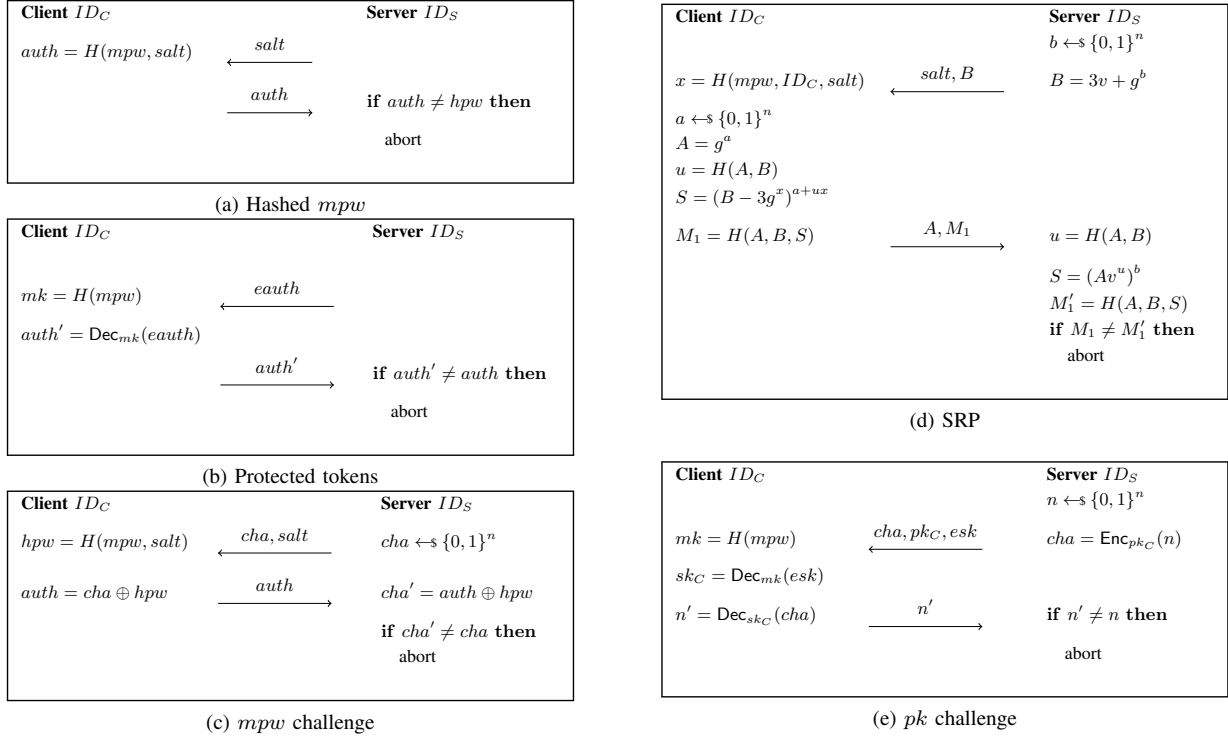 Client ID_C Server ID_S
auth = H(mpw, salt) salt
auth if auth ≠ hpw then
abort
(a) Hashed mpw
Client ID_C Server ID_S
eauth
mk = H(mpw)
auth′ = Dec_mk(eauth)
auth′ if auth′ ≠ auth then
abort
(b) Protected tokens
Client ID_C Server ID_S
hpw = H(mpw, salt) cha, salt cha ←$ {0, 1}^n
auth = cha ⊕ hpw auth cha′ = auth ⊕ hpw
if cha′ ≠ cha then
abort
(c) mpw challenge
Client ID_C Server ID_S
b ←$ {0, 1}^n
x = H(mpw, ID_C, salt) salt, B B = 3v + g^b
a ←$ {0, 1}^n
A = g^a
u = H(A, B)
S = (B − 3g^x)^{a+ux}
M_1 = H(A, B, S) A, M_1 u = H(A, B)
S = (Av^u)^b
M′_1 = H(A, B, S)
if M_1 ≠ M′_1 then
abort
(d) SRP
Client ID_C Server ID_S
n ←$ {0, 1}^n
mk = H(mpw) cha, pk_C, esk cha = Enc_{pk_C}(n)
sk_C = Dec_mk(esk)
n′ = Dec_{sk_C}(cha) n′ if n′ ≠ n then
abort
(e) pk challenge